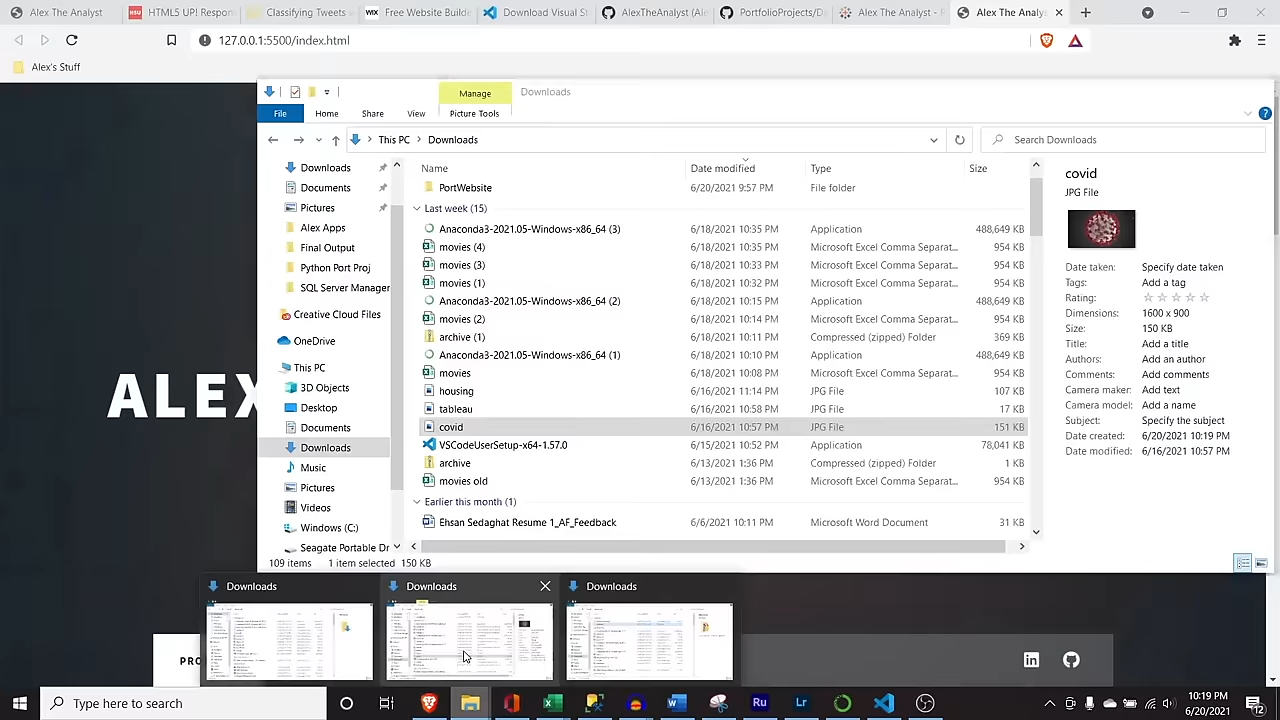 Alex The Analyst
HTML5 UP! Respon
Classifying Tweets
Free Website Builde
Download Visual St
AlexTheAnalyst (Al
PortfolioProjects/C
Alex The Analyst - F
Alex The Analyst
127.0.0.1:5500/index.html
Alex's Stuff
Manage
Downloads
File
Home
Share
View
Picture Tools
This PC
Downloads
Search Downloads
Name
Date modified
Type
Size
PortWebsite 6/20/2021 9:57 PM File folder
Last week (15)
Anaconda3-2021.05-Windows-x86_64 (3) 6/18/2021 10:35 PM Application 488,649 KB
movies (4) 6/18/2021 10:35 PM Microsoft Excel Comma Separat... 954 KB
movies (3) 6/18/2021 10:33 PM Microsoft Excel Comma Separat... 954 KB
movies (1) 6/18/2021 10:32 PM Microsoft Excel Comma Separat... 954 KB
Anaconda3-2021.05-Windows-x86_64 (2) 6/18/2021 10:15 PM Application 488,649 KB
movies (2) 6/18/2021 10:14 PM Microsoft Excel Comma Separat... 954 KB
archive (1) 6/18/2021 10:11 PM Compressed (zipped) Folder 369 KB
Anaconda3-2021.05-Windows-x86_64 (1) 6/18/2021 10:10 PM Application 488,649 KB
movies 6/18/2021 10:08 PM Microsoft Excel Comma Separat... 954 KB
housing 6/16/2021 11:14 PM JPG File 107 KB
tableau 6/16/2021 10:58 PM JPG File 17 KB
covid 6/16/2021 10:57 PM JPG File 151 KB
VSCodeUserSetup-x64-1.57.0 6/15/2021 10:52 PM Application 78,041 KB
archive 6/13/2021 1:36 PM Compressed (zipped) Folder 1 KB
movies old 6/13/2021 1:36 PM Microsoft Excel Comma Separat... 954 KB
Earlier this month (1)
Ehsan Sedaghat Resume 1_AF_Feedback 6/6/2021 10:11 PM Microsoft Word Document 31 KB
Downloads
Documents
Pictures
Alex Apps
Final Output
Python Port Proj
SQL Server Manager
Creative Cloud Files
OneDrive
This PC
3D Objects
Desktop
Documents
Downloads
Music
Pictures
Videos
Windows (C:)
Seagate Portable Dr
109 items 1 item selected 150 KB
covid
JPG File
Date taken: Specify date taken
Tags: Add a tag
Rating:
Dimensions: 1600 x 900
Size: 150 KB
Title: Add a title
Authors: Add an author
Comments: Add comments
Camera maker: Add text
Camera model: Add a name
Subject: Specify the subject
Date created: 6/20/2021 10:19 PM
Date modified: 6/16/2021 10:57 PM
ALEX
PRO
Downloads
Downloads
Downloads
Type here to search
10:19 PM
6/20/2021